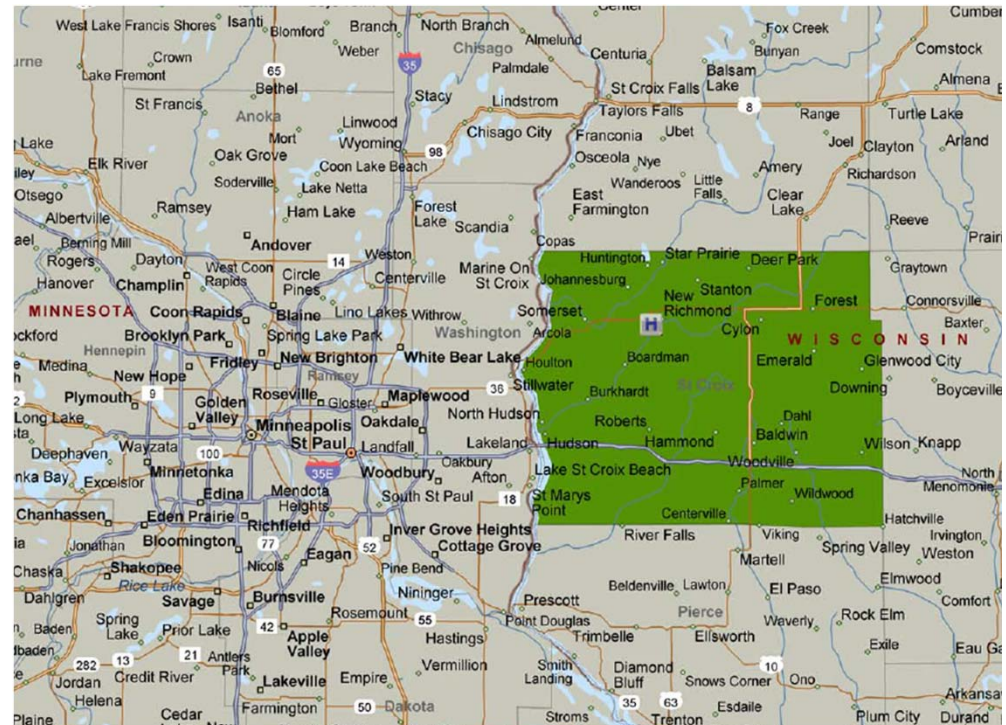 West Lake Francis Shores
Isanti
Blomford
Branch
North Branch
Almelund
Center
Fox Creek
Cumber
Weber
Chisago
Centuria
Bunyan
Comstock
Crown
Palmdale
Balsam
Lake
Lake Fremont
65
35
Bethel
Almena
St Francis
Stacy
Lindstrom
St Croix Falls
8
Anoka
Linwood
Taylors Falls
Range
Turtle Lake
Mort
Wyoming
Chisago City
Franconia
Ubet
Joel
Lake
Oak Grove
98
Clayton
Arland
Elk River
Coon Lake Beach
Osceola
Nye
Amery
Richardson
Otsego
Soderville
Lake Netta
Wanderoos
Little
Falls
Clear
Lake
Albertville
Ramsey
Ham Lake
Forest
Lake
East
Farmington
Reeve
Scandia
Berning Mill
Andover
Copas
Prairi
Rogers
Dayton
14
Weston
Huntington
Star Prairie
Deer Park
Hanover
West Coon
Rapids
Circle
Pines
Centerville
Marine On
St Croix
Johannesburg
Graytown
Champlin
Stanton
MINNESOTA
Coon Rapids
Blaine
Lino Lakes
Withrow
Somerset
New
Richmond
Forest
Connorsville
ockford
Brooklyn Park
Spring Lake Park
Washington
Arcola
H
Cylon
Baxter
WISCONSIN
Hennepin
Fridley
New Brighton
White Bear Lake
Houlton
Boardman
Emerald
Glenwood City
Medina
New Hope
Ramsey
36
Stillwater
St Croix
Downing
Boyceville
Plymouth
9
Roseville
Gloster
Maplewood
Burkhardt
Long Lake
Golden
Valley
Minneapolis
Oakdale
North Hudson
Roberts
Dahl
Wayzata
St Paul
Landfall
Lakeland
Hudson
Hammond
Baldwin
Wilson
Knapp
Deephaven
100
Oakbury
Woodville
nka Bay
Minnetonka
35E
Woodbury
Afton
Lake St Croix Beach
North
Menomonie
Excelsior
Edina
Mendota
Heights
South St Paul
18
St Marys
Point
Palmer
Wildwood
Chanhassen
Eden Prairie
Richfield
Inver Grove Heights
Centerville
Hatchville
Bloomington
77
52
Cottage Grove
River Falls
Viking
Irvington
Jonathan
Eagan
Spring Valley
Weston
Chaska
Shakopee
Nicols
Pine Bend
Martell
Rice Lake
Beldenville
Lawton
El Paso
Elmwood
Dahlgren
Savage
Burnsville
Nininger
Prescott
Pierce
Comfort
Spring
Lake
Rosemount
55
Point Douglas
Waverly
Rock Elm
Baden
Prior Lake
42
Apple
Valley
Hastings
Trimbelle
Ellsworth
Exile
dbaden
21
Antlers
Park
Eau Ga
282
13
Credit River
Vermillion
Smith
Landing
Diamond
Bluff
10
Jordan
Lakeville
Empire
Snows Corner
Ono
Helena
Farmington
Arkansaw
Cedar
50
Dakota
35
63
Esdaile
Plaine
Stroms
Trenton
Plum City
Durand